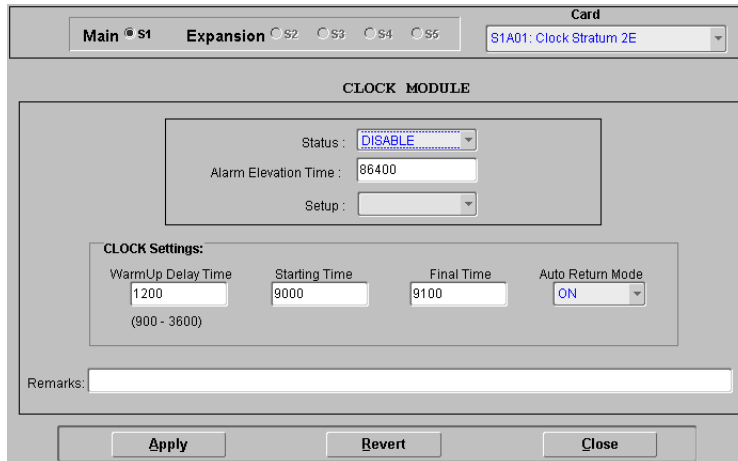 Card
Main S1 Expansion S2 S3 S4 S5 S1A01: Clock Stratum 2E
CLOCK MODULE
Status : DISABLE
Alarm Elevation Time : 86400
Setup :
CLOCK Settings:
WarmUp Delay Time Starting Time Final Time Auto Return Mode
1200 9000 9100 ON
(900 - 3600)
Remarks:
Apply Revert Close